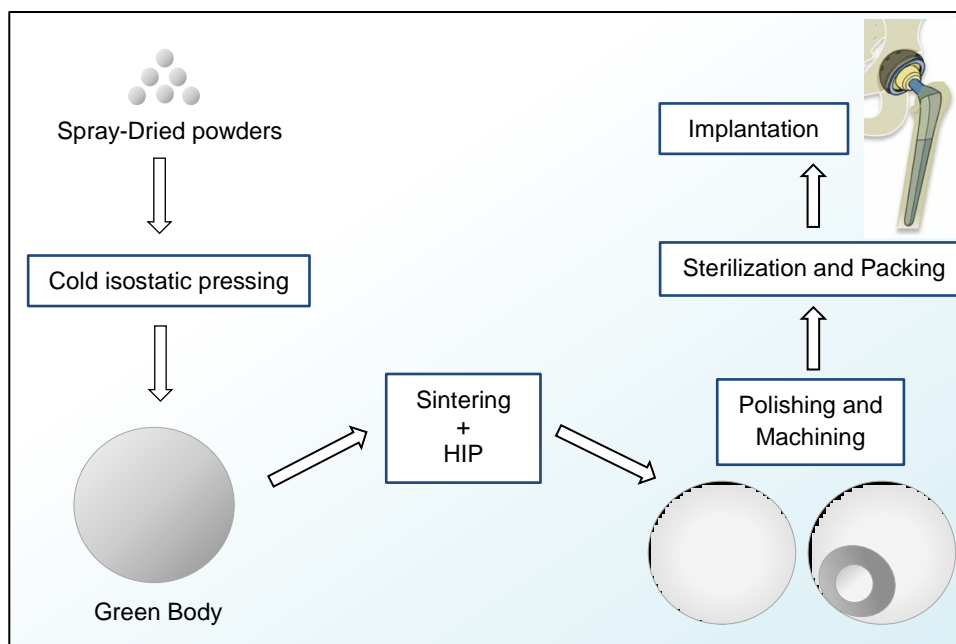 Spray-Dried powders
Cold isostatic pressing
Green Body
Sintering
+
HIP
Polishing and
Machining
Sterilization and Packing
Implantation